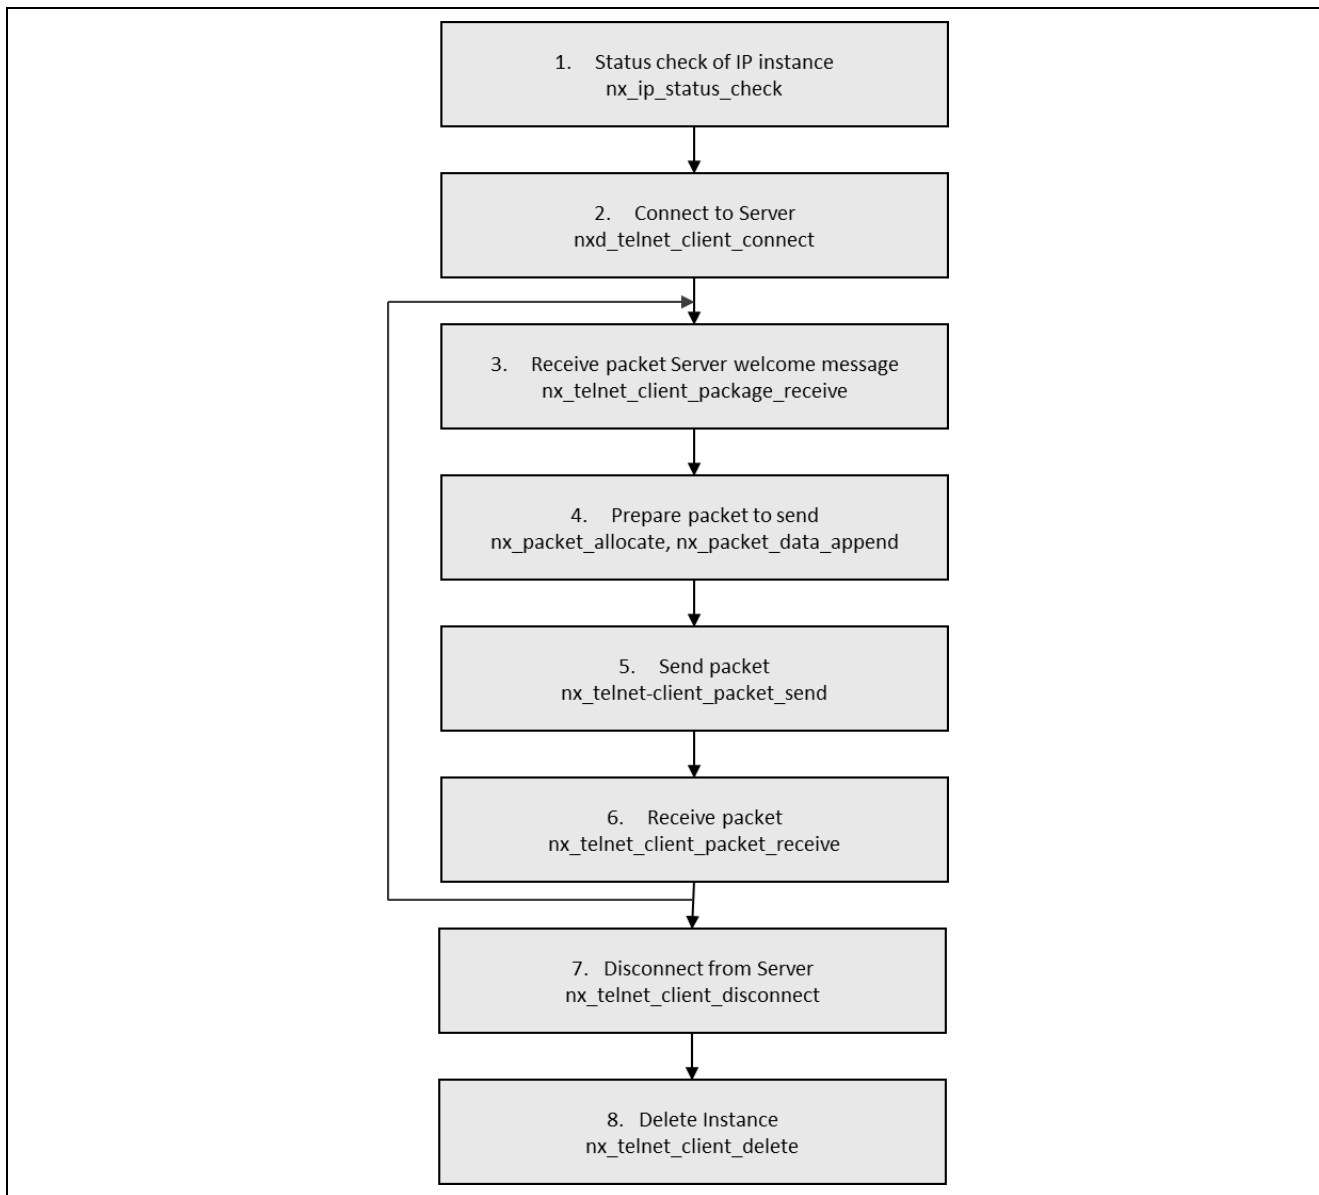 1. Status check of IP instance
nx_ip_status_check
2. Connect to Server
nxd_telnet_client_connect
3. Receive packet Server welcome message
nx_telnet_client_package_receive
4. Prepare packet to send
nx_packet_allocate, nx_packet_data_append
5. Send packet
nx_telnet-client_packet_send
6. Receive packet
nx_telnet_client_packet_receive
7. Disconnect from Server
nx_telnet_client_disconnect
8. Delete Instance
nx_telnet_client_delete